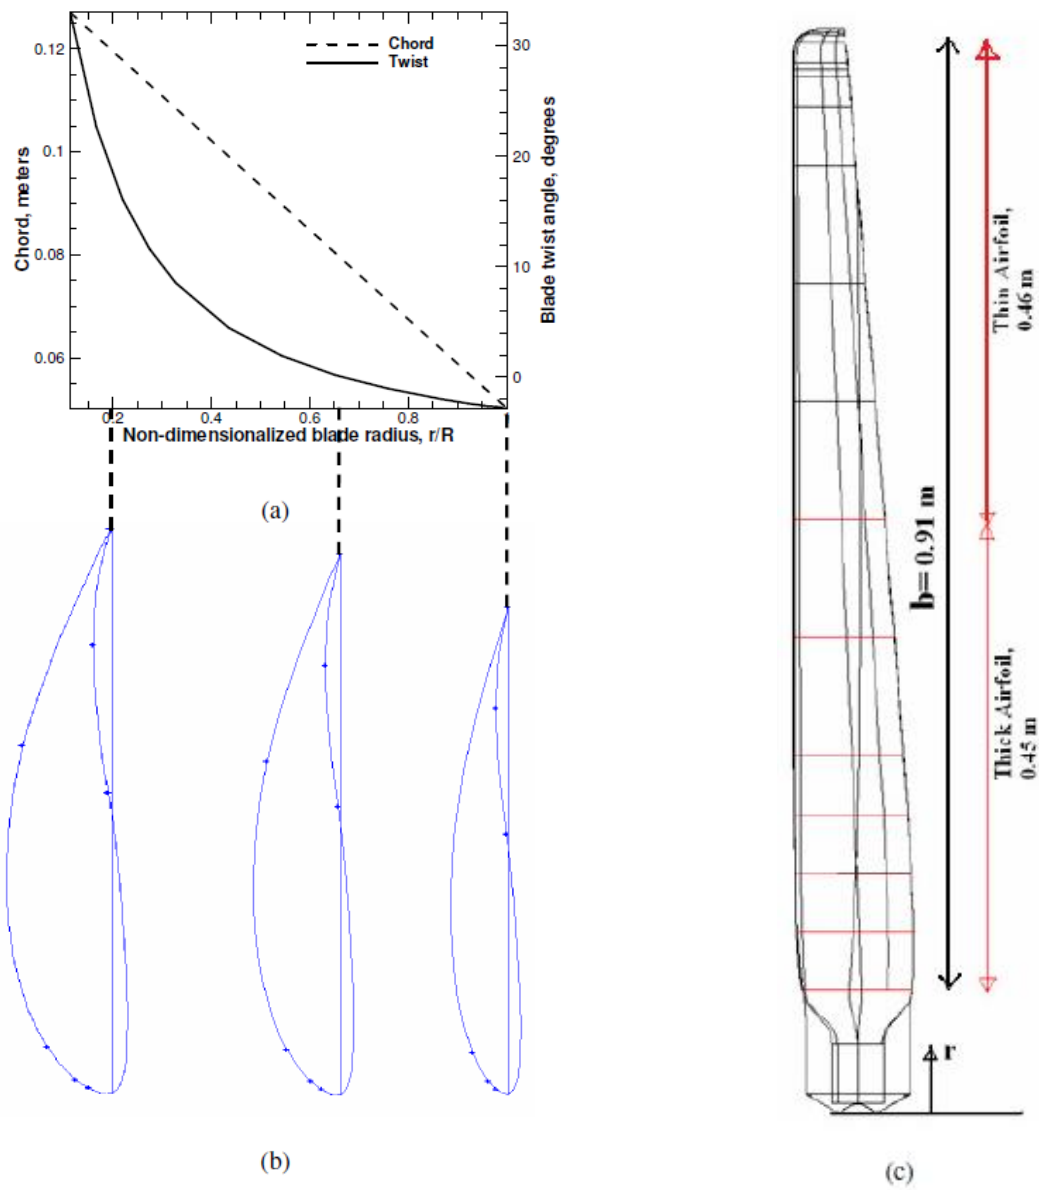 Chord
Twist
0.12
0.1
0.08
0.06
Chord, meters
30
20
10
0
Blade twist angle, degrees
0.2
0.4
0.6
0.8
Non-dimensionalized blade radius, r/R
(a)
(b)
b= 0.91 m
Thin Airfoil,
0.46 m
Thick Airfoil,
0.45 m
r
(c)